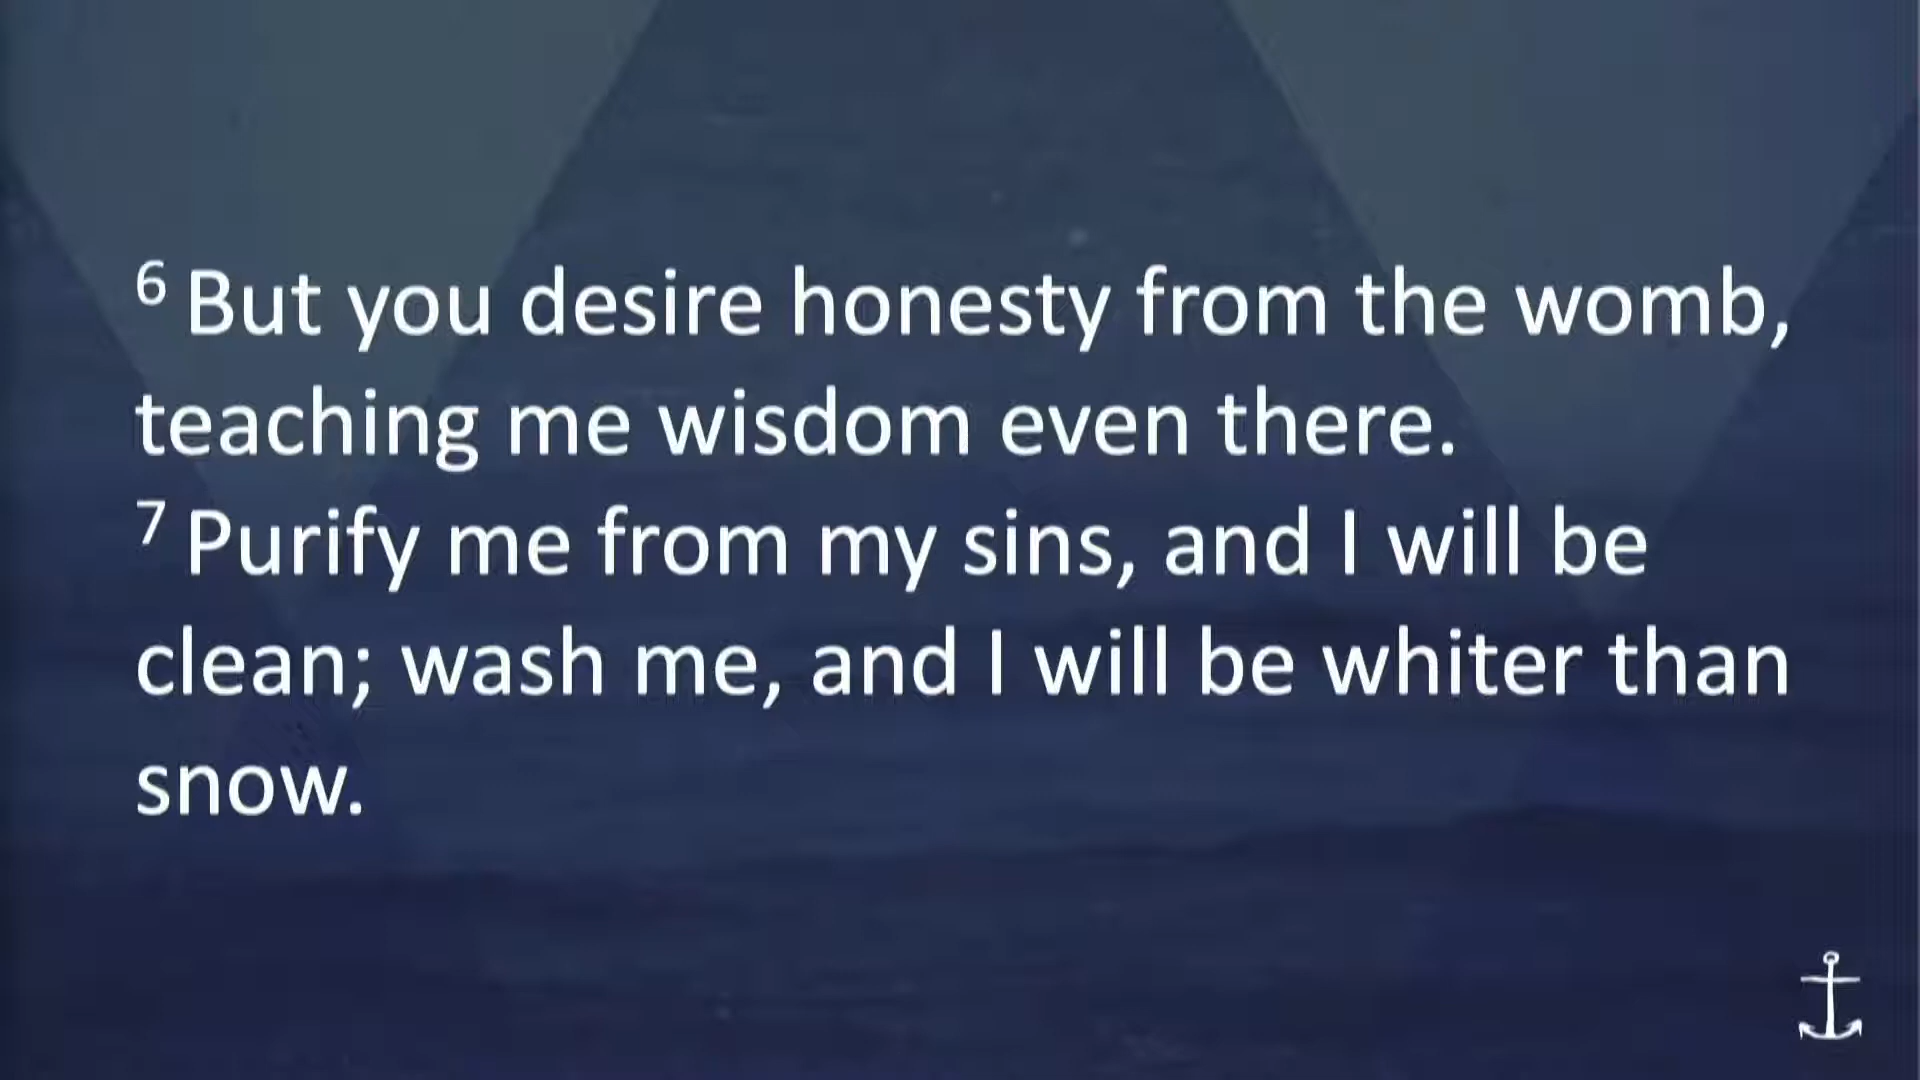 ⁶ But you desire honesty from the womb,
teaching me wisdom even there.
⁷ Purify me from my sins, and I will be
clean; wash me, and I will be whiter than
snow.